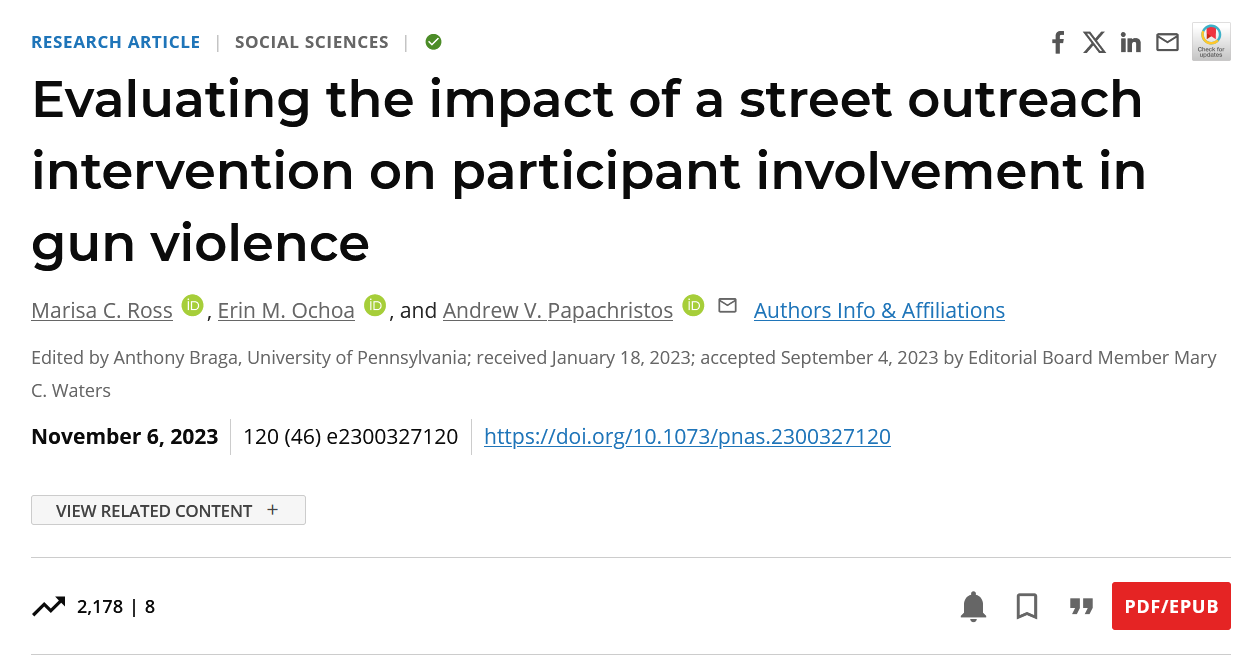 RESEARCH ARTICLE | SOCIAL SCIENCES |
Check for updates
Evaluating the impact of a street outreach
intervention on participant involvement in
gun violence
Marisa C. Ross iD , Erin M. Ochoa iD , and Andrew V. Papachristos iD Authors Info & Affiliations
Edited by Anthony Braga, University of Pennsylvania; received January 18, 2023; accepted September 4, 2023 by Editorial Board Member Mary
C. Waters
November 6, 2023 | 120 (46) e2300327120 | https://doi.org/10.1073/pnas.2300327120
VIEW RELATED CONTENT +
2,178 | 8
PDF/EPUB